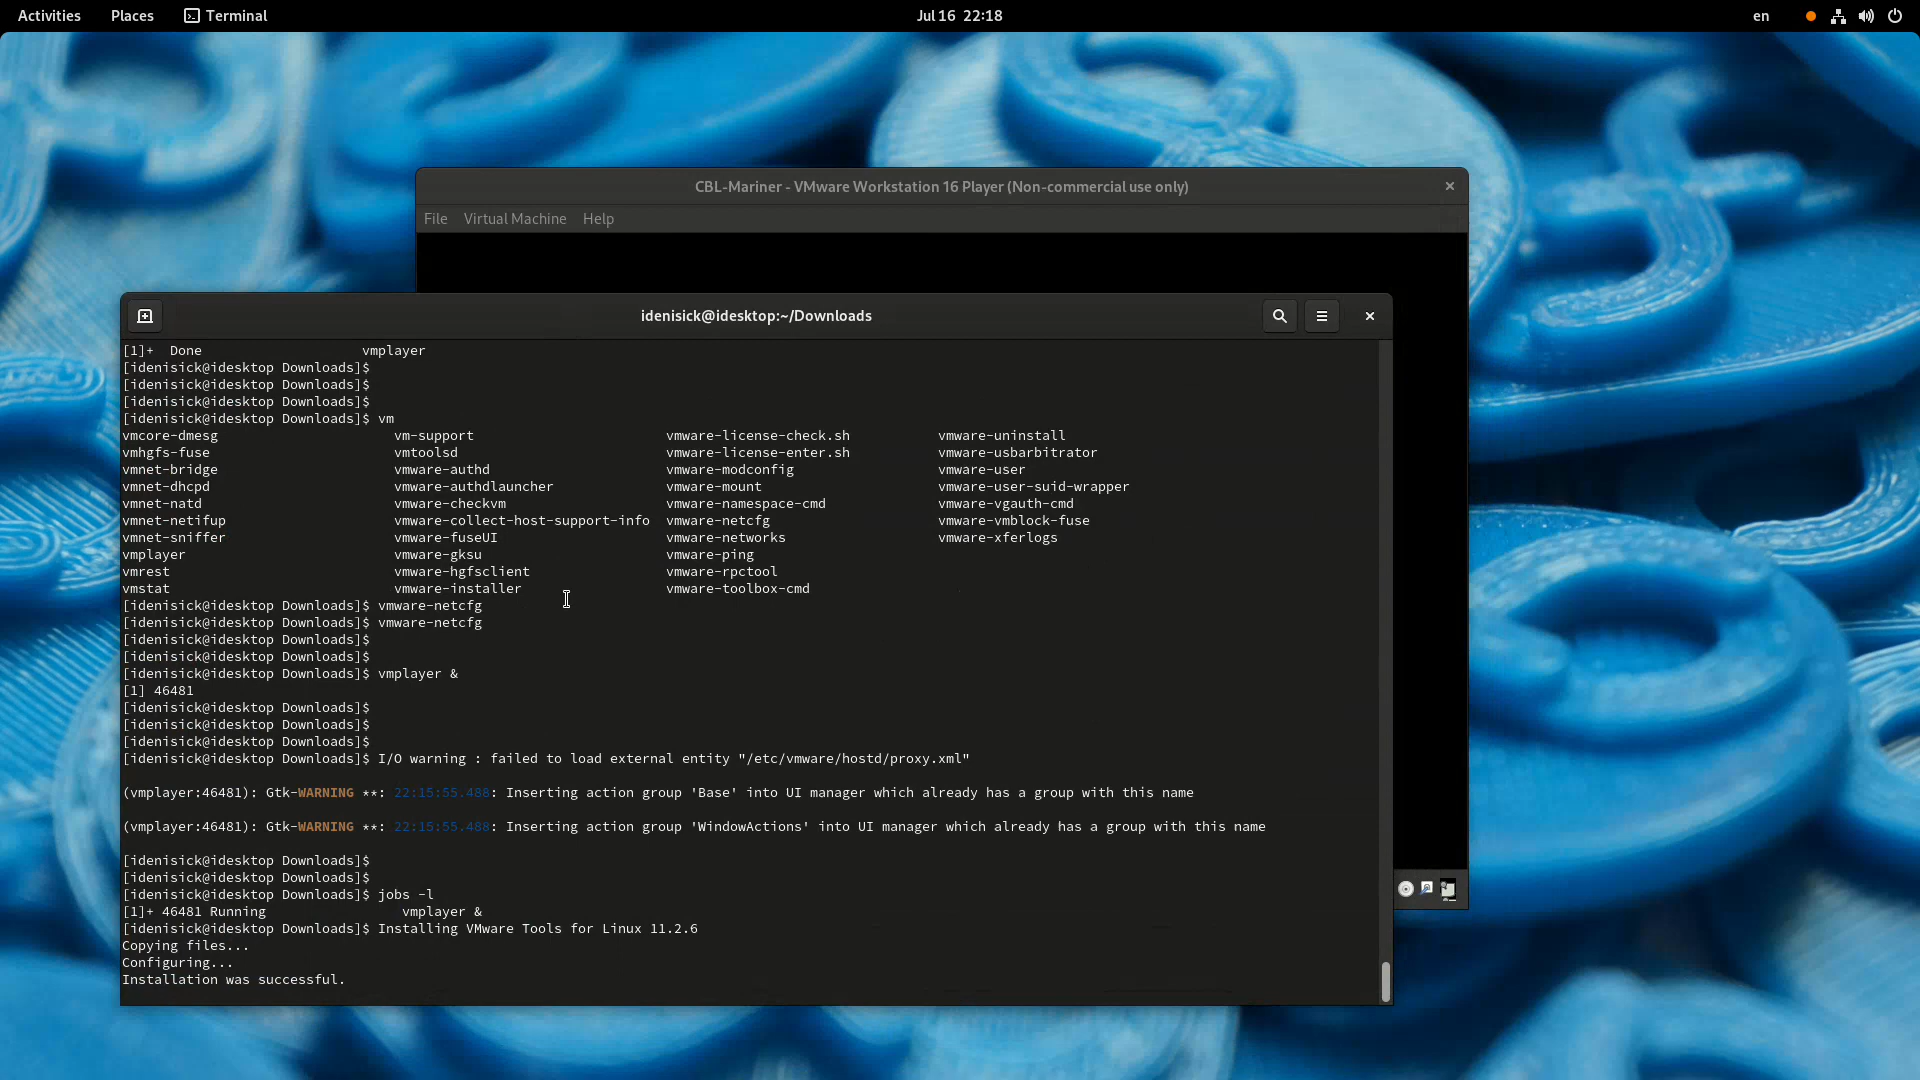 Activities Places Terminal Jul 16 22:18 en
CBL-Mariner - VMware Workstation 16 Player (Non-commercial use only)
File Virtual Machine Help
idenisick@idesktop:~/Downloads
[1]+  Done                    vmplayer
[idenisick@idesktop Downloads]$
[idenisick@idesktop Downloads]$
[idenisick@idesktop Downloads]$
[idenisick@idesktop Downloads]$ vm
vmcore-dmesg                      vm-support                        vmware-license-check.sh           vmware-uninstall
vmhgfs-fuse                       vmtoolsd                          vmware-license-enter.sh           vmware-usbarbitrator
vmnet-bridge                      vmware-authd                      vmware-modconfig                  vmware-user
vmnet-dhcpd                       vmware-authdlauncher              vmware-mount                      vmware-user-suid-wrapper
vmnet-natd                        vmware-checkvm                    vmware-namespace-cmd              vmware-vgauth-cmd
vmnet-netifup                     vmware-collect-host-support-info  vmware-netcfg                     vmware-vmblock-fuse
vmnet-sniffer                     vmware-fuseUI                     vmware-networks                   vmware-xferlogs
vmplayer                          vmware-gksu                       vmware-ping
vmrest                            vmware-hgfsclient                 vmware-rpctool
vmstat                            vmware-installer                  vmware-toolbox-cmd
[idenisick@idesktop Downloads]$ vmware-netcfg
[idenisick@idesktop Downloads]$ vmware-netcfg
[idenisick@idesktop Downloads]$
[idenisick@idesktop Downloads]$
[idenisick@idesktop Downloads]$ vmplayer &
[1] 46481
[idenisick@idesktop Downloads]$
[idenisick@idesktop Downloads]$
[idenisick@idesktop Downloads]$
[idenisick@idesktop Downloads]$ I/O warning : failed to load external entity "/etc/vmware/hostd/proxy.xml"
(vmplayer:46481): Gtk-WARNING **: 22:15:55.488: Inserting action group 'Base' into UI manager which already has a group with this name
(vmplayer:46481): Gtk-WARNING **: 22:15:55.488: Inserting action group 'WindowActions' into UI manager which already has a group with this name
[idenisick@idesktop Downloads]$
[idenisick@idesktop Downloads]$
[idenisick@idesktop Downloads]$ jobs -l
[1]+ 46481 Running                 vmplayer &
[idenisick@idesktop Downloads]$ Installing VMware Tools for Linux 11.2.6
Copying files...
Configuring...
Installation was successful.